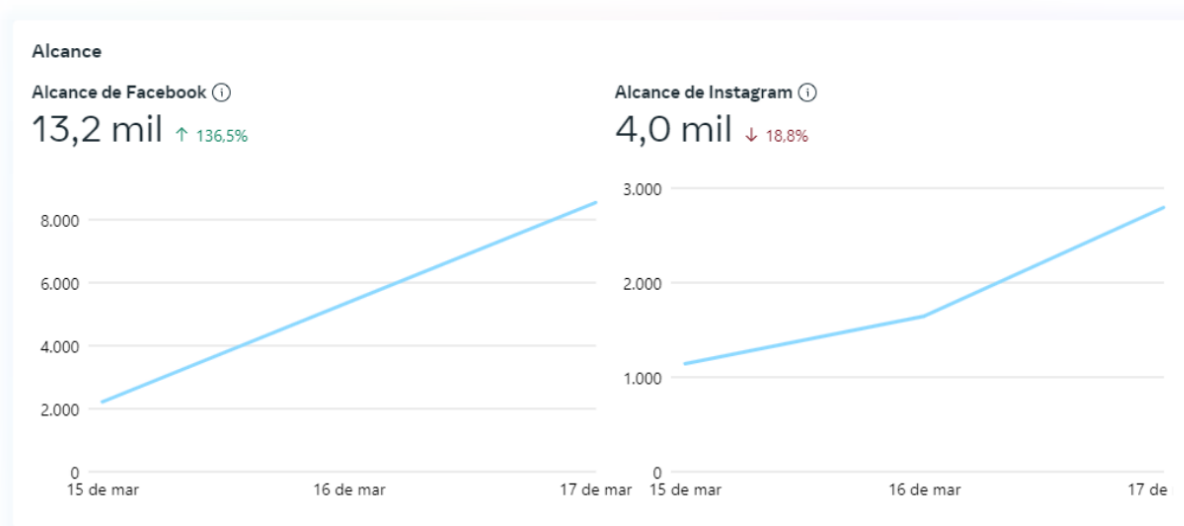 Alcance
Alcance de Facebook
13,2 mil ↑ 136,5%
8.000
6.000
4.000
2.000
0
15 de mar 16 de mar 17 de mar
Alcance de Instagram
4,0 mil ↓ 18,8%
3.000
2.000
1.000
0
15 de mar 16 de mar 17 de